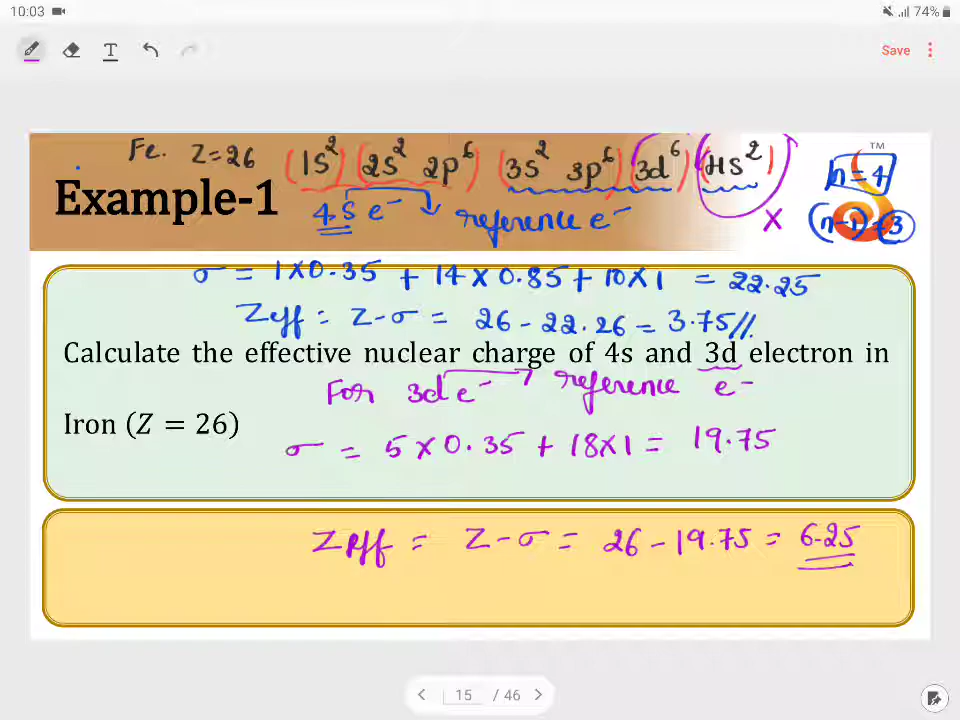 10:03
74%
T
Save
Fe. Z=26 (1s²) (2s² 2p⁶) (3s² 3p⁶) (3d⁶) (4s²)
TM
n=4
Example-1
4s e⁻ reference e⁻ x
(n-1)=3
σ = 1×0.35 + 14×0.85 + 10×1 = 22.25
Zeff = Z-σ = 26-22.26 = 3.75//
Calculate the effective nuclear charge of 4s and 3d electron in
For 3d e⁻ reference e⁻
Iron (Z = 26)
σ = 5×0.35 + 18×1 = 19.75
Zeff = Z-σ = 26-19.75 = 6.25
< 15 / 46 >